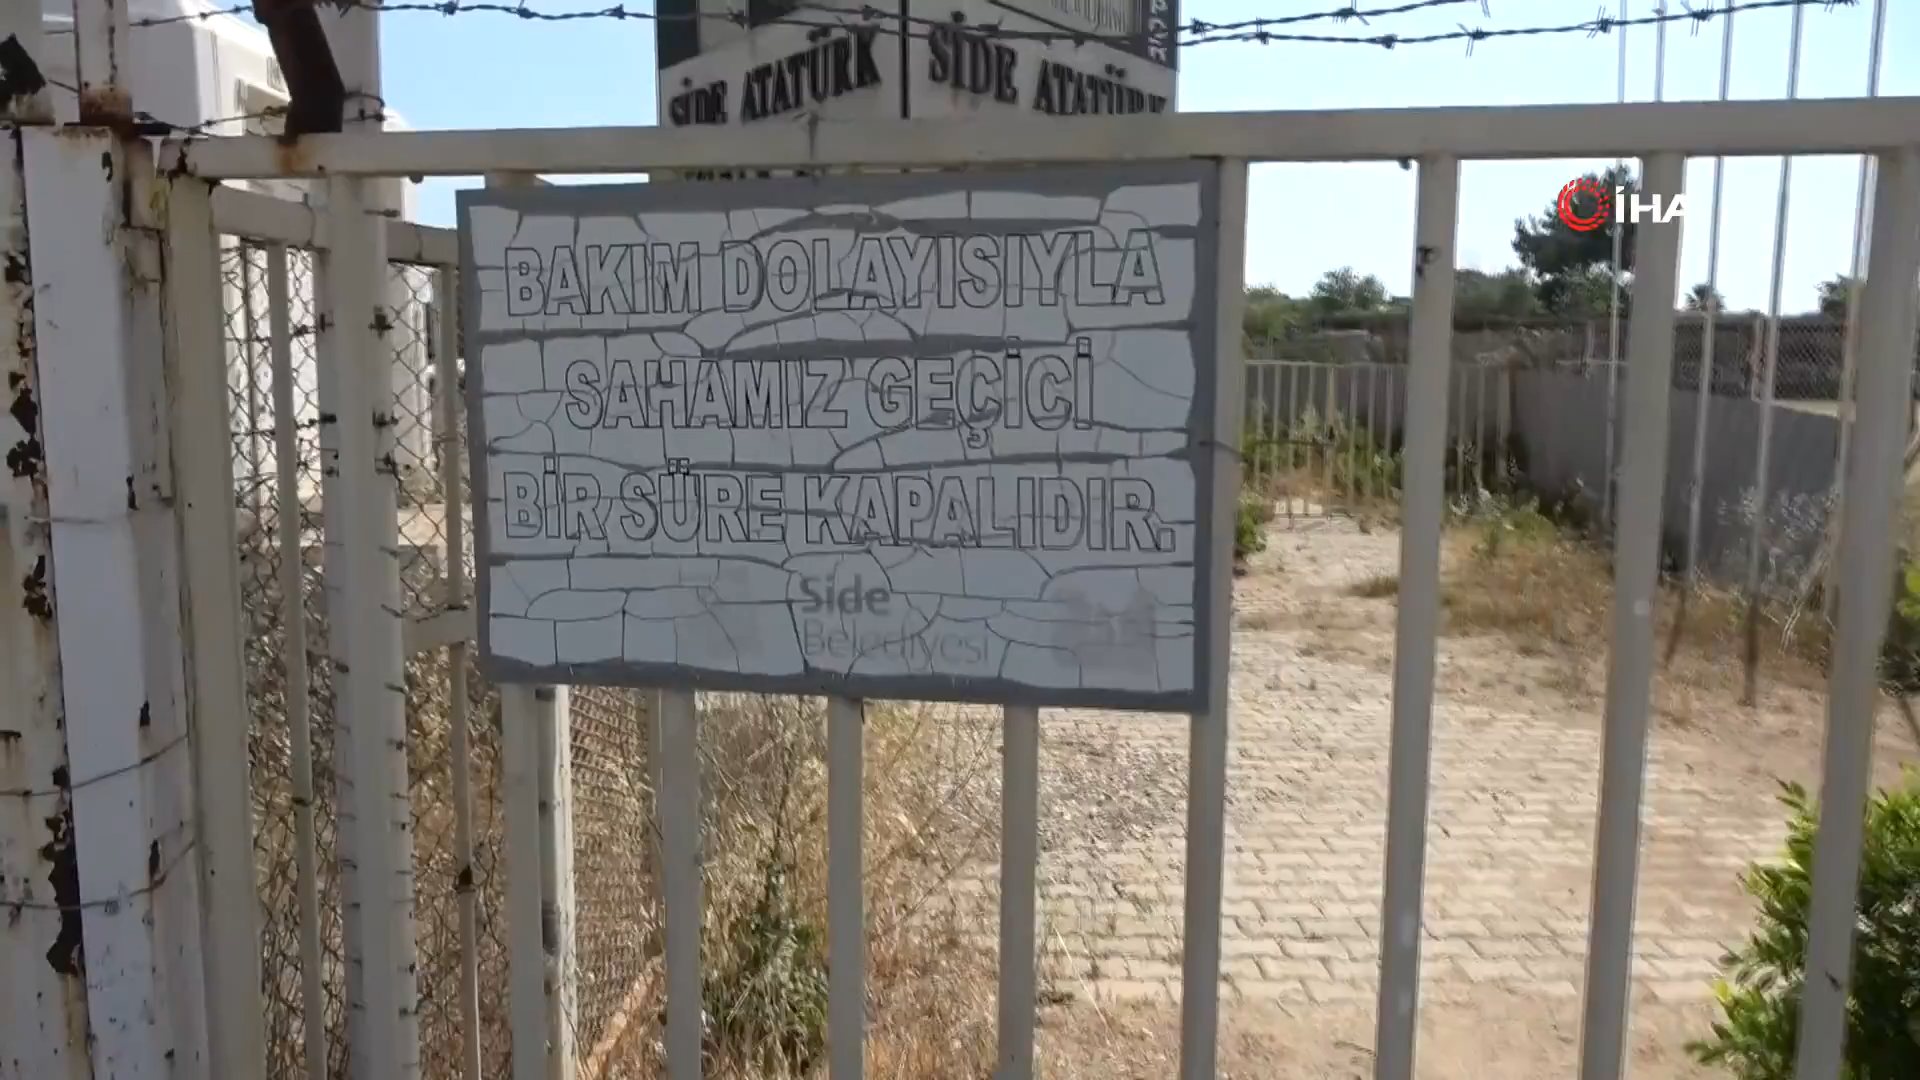 SİDE ATATÜRK SİDE ATATÜRK
İHA
BAKIM DOLAYISIYLA
SAHAMIZ GEÇİCİ
BİR SÜRE KAPALIDIR.
Side
Belediyesi